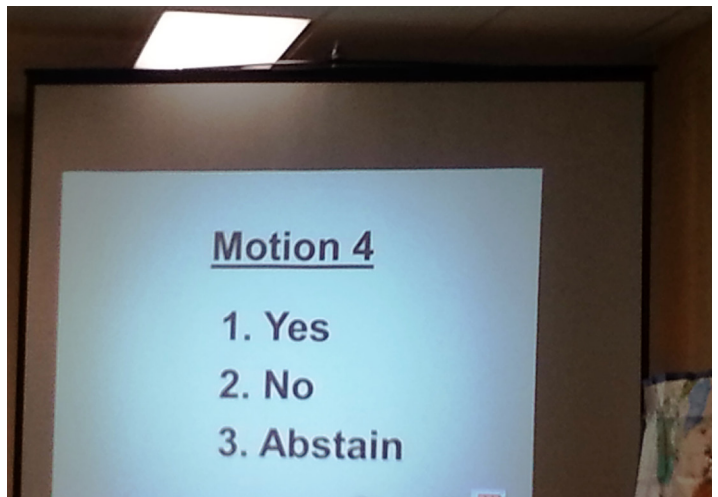 Motion 4
1. Yes
2. No
3. Abstain